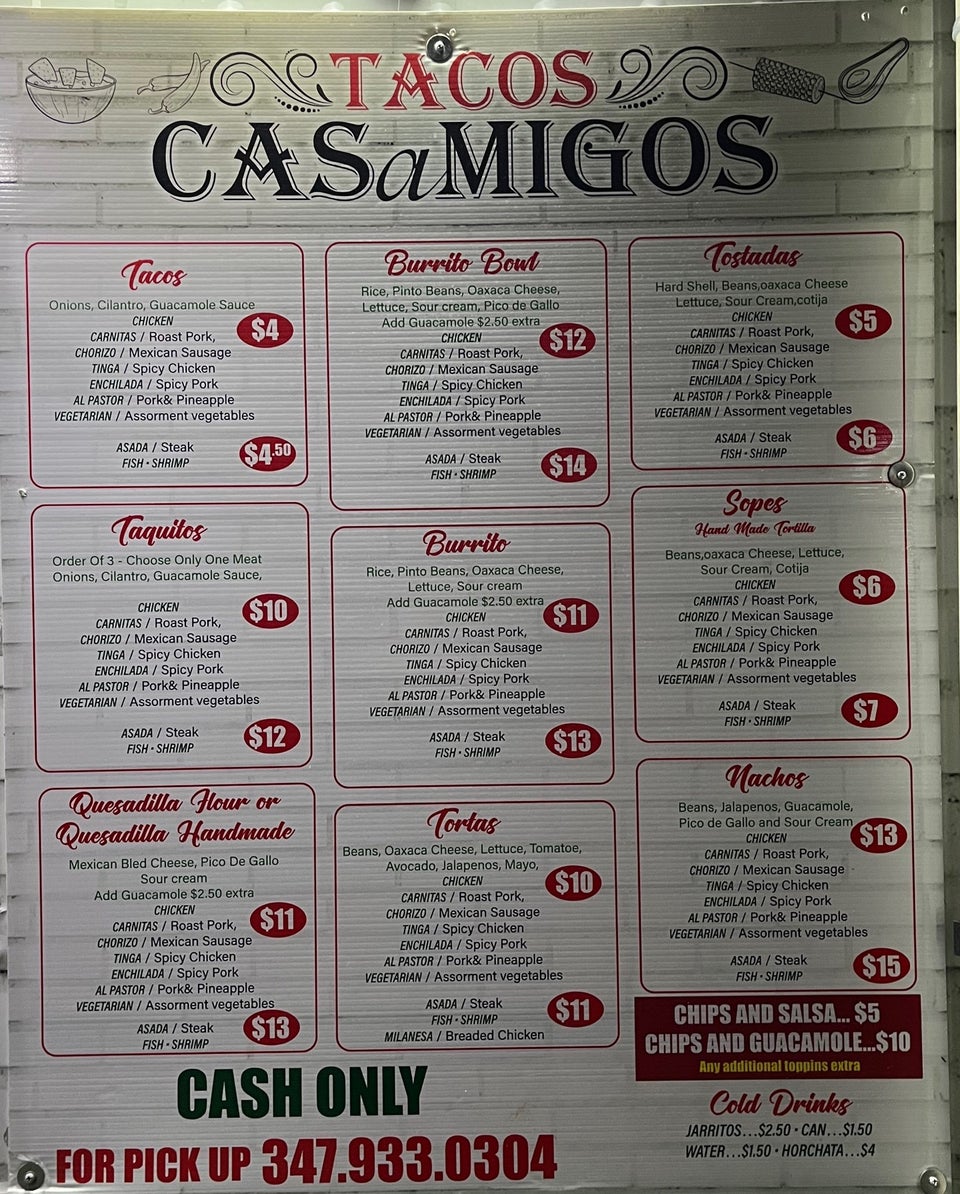 TACOS
CASaMIGOS
Tacos
Onions, Cilantro, Guacamole Sauce
CHICKEN
CARNITAS / Roast Pork,
CHORIZO / Mexican Sausage
TINGA / Spicy Chicken
ENCHILADA / Spicy Pork
AL PASTOR / Pork& Pineapple
VEGETARIAN / Assorment vegetables
$4
ASADA / Steak
FISH • SHRIMP
$4.50
Taquitos
Order Of 3 - Choose Only One Meat
Onions, Cilantro, Guacamole Sauce,
CHICKEN
CARNITAS / Roast Pork,
CHORIZO / Mexican Sausage
TINGA / Spicy Chicken
ENCHILADA / Spicy Pork
AL PASTOR / Pork& Pineapple
VEGETARIAN / Assorment vegetables
$10
ASADA / Steak
FISH • SHRIMP
$12
Quesadilla Flour or
Quesadilla Handmade
Mexican Bled Cheese, Pico De Gallo
Sour cream
Add Guacamole $2.50 extra
CHICKEN
CARNITAS / Roast Pork,
CHORIZO / Mexican Sausage
TINGA / Spicy Chicken
ENCHILADA / Spicy Pork
AL PASTOR / Pork& Pineapple
VEGETARIAN / Assorment vegetables
$11
ASADA / Steak
FISH • SHRIMP
$13
Burrito Bowl
Rice, Pinto Beans, Oaxaca Cheese,
Lettuce, Sour cream, Pico de Gallo
Add Guacamole $2.50 extra
CHICKEN
CARNITAS / Roast Pork,
CHORIZO / Mexican Sausage
TINGA / Spicy Chicken
ENCHILADA / Spicy Pork
AL PASTOR / Pork& Pineapple
VEGETARIAN / Assorment vegetables
$12
ASADA / Steak
FISH • SHRIMP
$14
Burrito
Rice, Pinto Beans, Oaxaca Cheese,
Lettuce, Sour cream
Add Guacamole $2.50 extra
CHICKEN
CARNITAS / Roast Pork,
CHORIZO / Mexican Sausage
TINGA / Spicy Chicken
ENCHILADA / Spicy Pork
AL PASTOR / Pork& Pineapple
VEGETARIAN / Assorment vegetables
$11
ASADA / Steak
FISH • SHRIMP
$13
Tortas
Beans, Oaxaca Cheese, Lettuce, Tomatoe,
Avocado, Jalapenos, Mayo,
CHICKEN
CARNITAS / Roast Pork,
CHORIZO / Mexican Sausage
TINGA / Spicy Chicken
ENCHILADA / Spicy Pork
AL PASTOR / Pork& Pineapple
VEGETARIAN / Assorment vegetables
$10
ASADA / Steak
FISH • SHRIMP
MILANESA / Breaded Chicken
$11
Tostadas
Hard Shell, Beans,oaxaca Cheese
Lettuce, Sour Cream,cotija
CHICKEN
CARNITAS / Roast Pork,
CHORIZO / Mexican Sausage
TINGA / Spicy Chicken
ENCHILADA / Spicy Pork
AL PASTOR / Pork& Pineapple
VEGETARIAN / Assorment vegetables
$5
ASADA / Steak
FISH • SHRIMP
$6
Sopes
Hand Made Tortilla
Beans,oaxaca Cheese, Lettuce,
Sour Cream, Cotija
CHICKEN
CARNITAS / Roast Pork,
CHORIZO / Mexican Sausage
TINGA / Spicy Chicken
ENCHILADA / Spicy Pork
AL PASTOR / Pork& Pineapple
VEGETARIAN / Assorment vegetables
$6
ASADA / Steak
FISH • SHRIMP
$7
Nachos
Beans, Jalapenos, Guacamole,
Pico de Gallo and Sour Cream
CHICKEN
CARNITAS / Roast Pork,
CHORIZO / Mexican Sausage
TINGA / Spicy Chicken
ENCHILADA / Spicy Pork
AL PASTOR / Pork& Pineapple
VEGETARIAN / Assorment vegetables
$13
ASADA / Steak
FISH • SHRIMP
$15
CHIPS AND SALSA... $5
CHIPS AND GUACAMOLE...$10
Any additional toppins extra
Cold Drinks
JARRITOS...$2.50 • CAN...$1.50
WATER...$1.50 • HORCHATA...$4
CASH ONLY
FOR PICK UP 347.933.0304